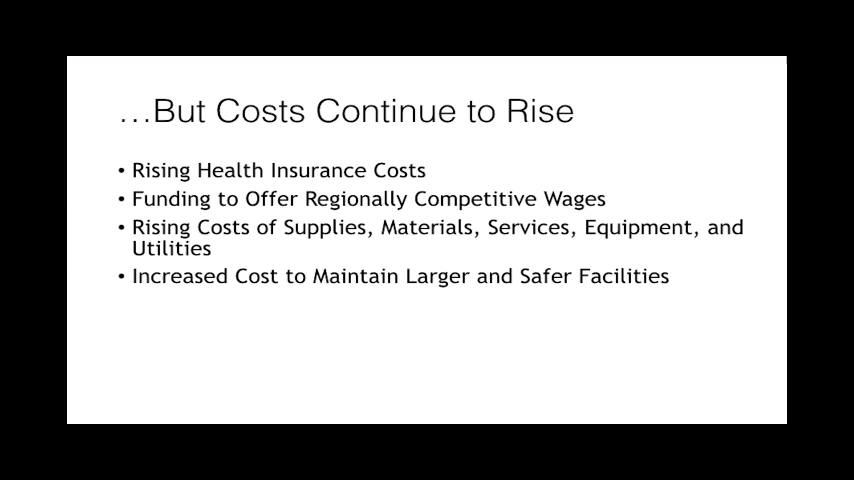 …But Costs Continue to Rise
• Rising Health Insurance Costs
• Funding to Offer Regionally Competitive Wages
• Rising Costs of Supplies, Materials, Services, Equipment, and
Utilities
• Increased Cost to Maintain Larger and Safer Facilities